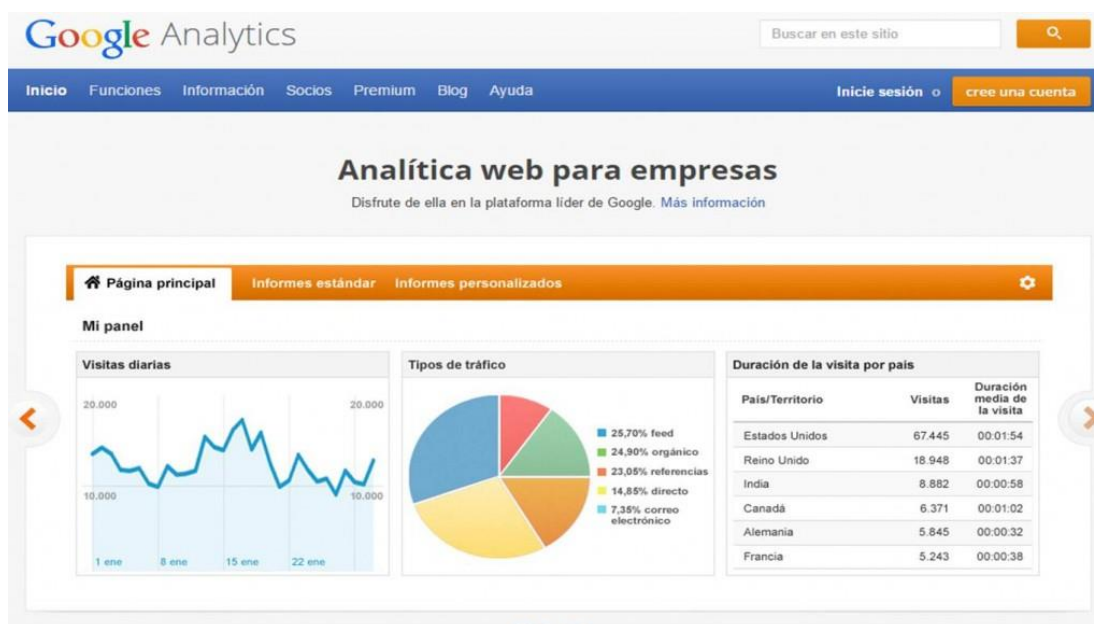 Google Analytics
Buscar en este sitio
Inicio Funciones Información Socios Premium Blog Ayuda
Inicie sesión o cree una cuenta
Analítica web para empresas
Disfrute de ella en la plataforma líder de Google. Más información
Página principal Informes estándar Informes personalizados
Mi panel
Visitas diarias
20.000 20.000
10.000 10.000
1 ene 8 ene 15 ene 22 ene
Tipos de tráfico
25,70% feed
24,90% orgánico
23,05% referencias
14,85% directo
7,35% correo
electrónico
Duración de la visita por país
País/Territorio Visitas Duración
media de
la visita
Estados Unidos 67.445 00:01:54
Reino Unido 18.948 00:01:37
India 8.882 00:00:58
Canadá 6.371 00:01:02
Alemania 5.845 00:00:32
Francia 5.243 00:00:38